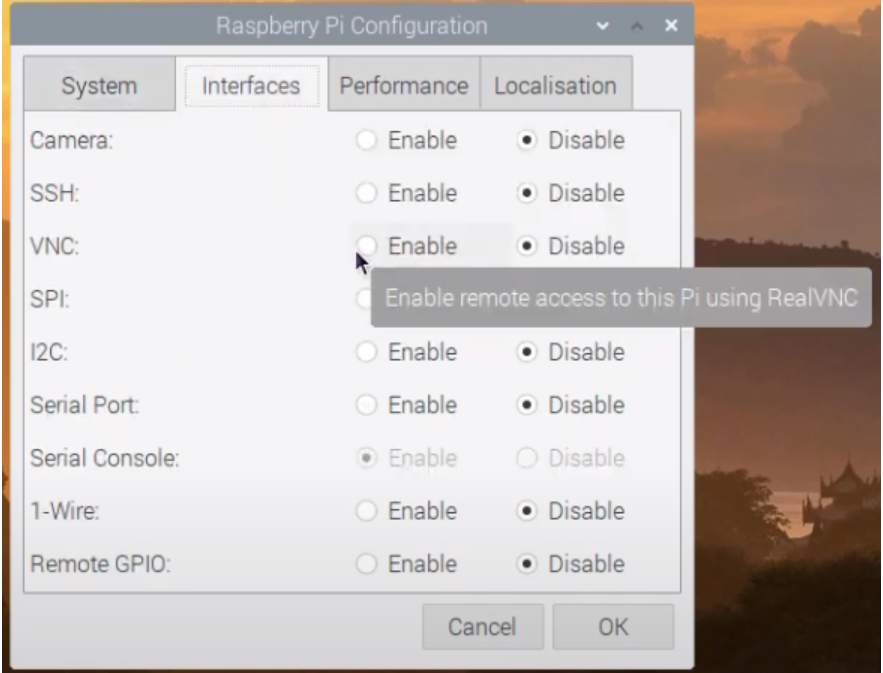 Raspberry Pi Configuration
System Interfaces Performance Localisation
Camera: Enable Disable
SSH: Enable Disable
VNC: Enable Disable
Enable remote access to this Pi using RealVNC
SPI:
I2C: Enable Disable
Serial Port: Enable Disable
Serial Console: Enable Disable
1-Wire: Enable Disable
Remote GPIO: Enable Disable
Cancel OK